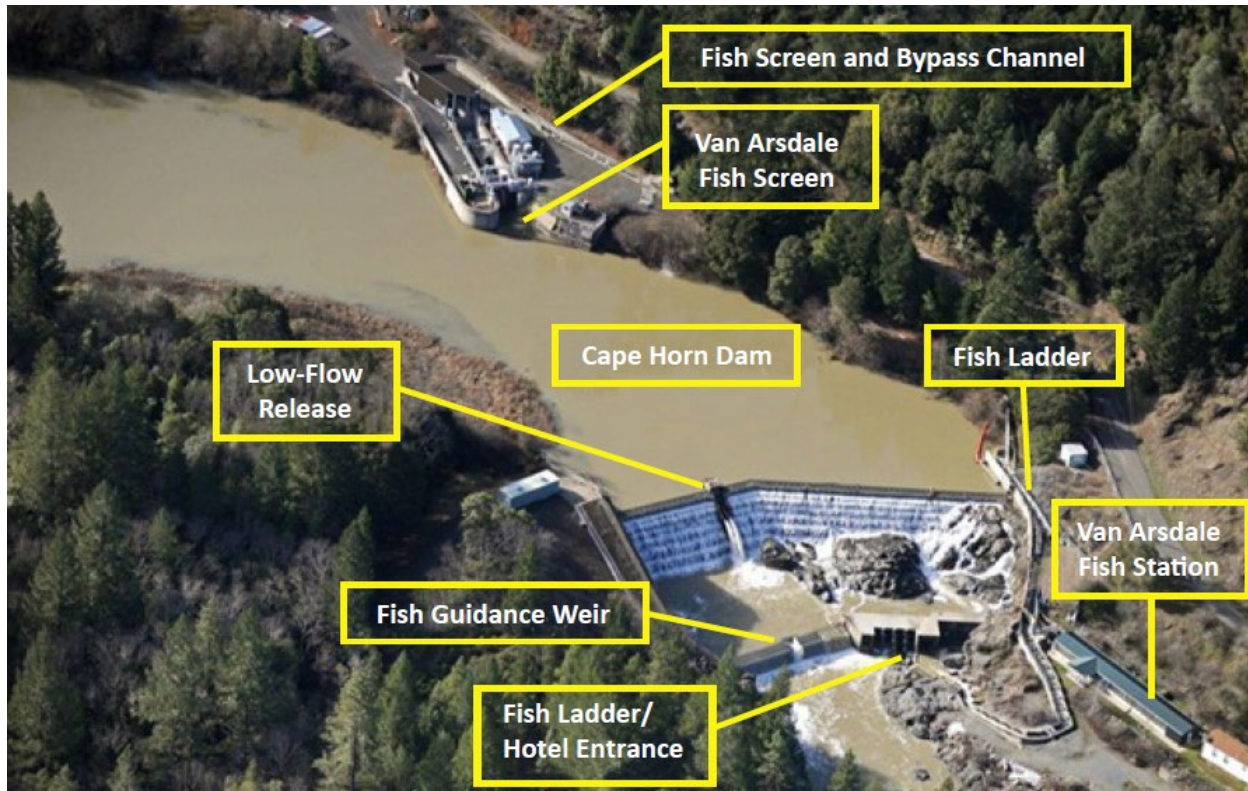 Fish Screen and Bypass Channel
Van Arsdale
Fish Screen
Cape Horn Dam
Fish Ladder
Low-Flow
Release
Van Arsdale
Fish Station
Fish Guidance Weir
Fish Ladder/
Hotel Entrance